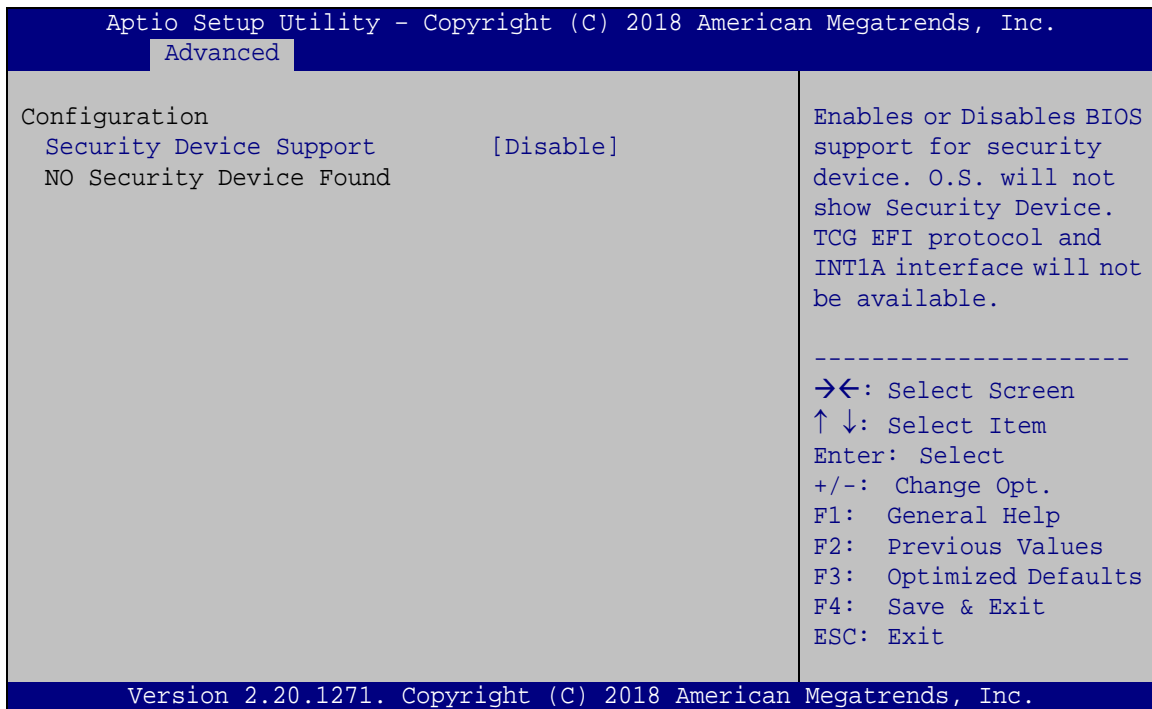 Aptio Setup Utility – Copyright (C) 2018 American Megatrends, Inc.
Advanced
Configuration
Security Device Support [Disable]
NO Security Device Found
Enables or Disables BIOS
support for security
device. O.S. will not
show Security Device.
TCG EFI protocol and
INT1A interface will not
be available.
----------------------
→←: Select Screen
↑ ↓: Select Item
Enter: Select
+/-: Change Opt.
F1: General Help
F2: Previous Values
F3: Optimized Defaults
F4: Save & Exit
ESC: Exit
Version 2.20.1271. Copyright (C) 2018 American Megatrends, Inc.